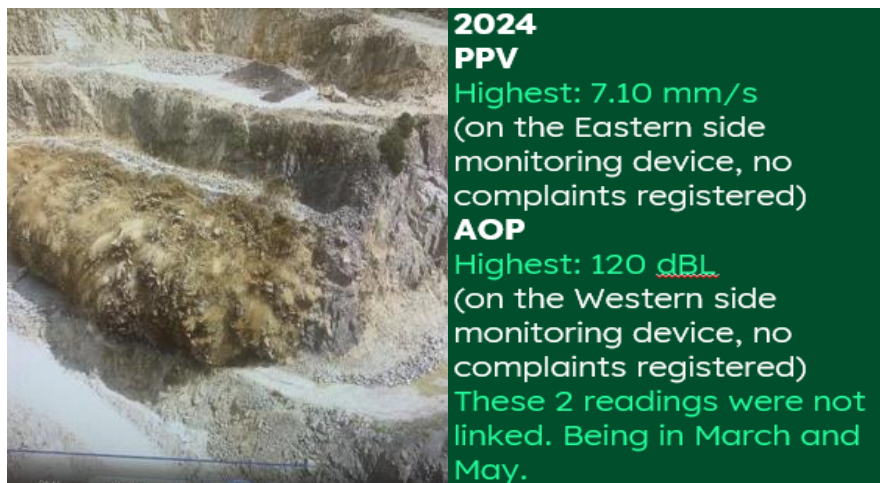 2024
PPV
Highest: 7.10 mm/s
(on the Eastern side
monitoring device, no
complaints registered)
AOP
Highest: 120 dBL
(on the Western side
monitoring device, no
complaints registered)
These 2 readings were not
linked. Being in March and
May.